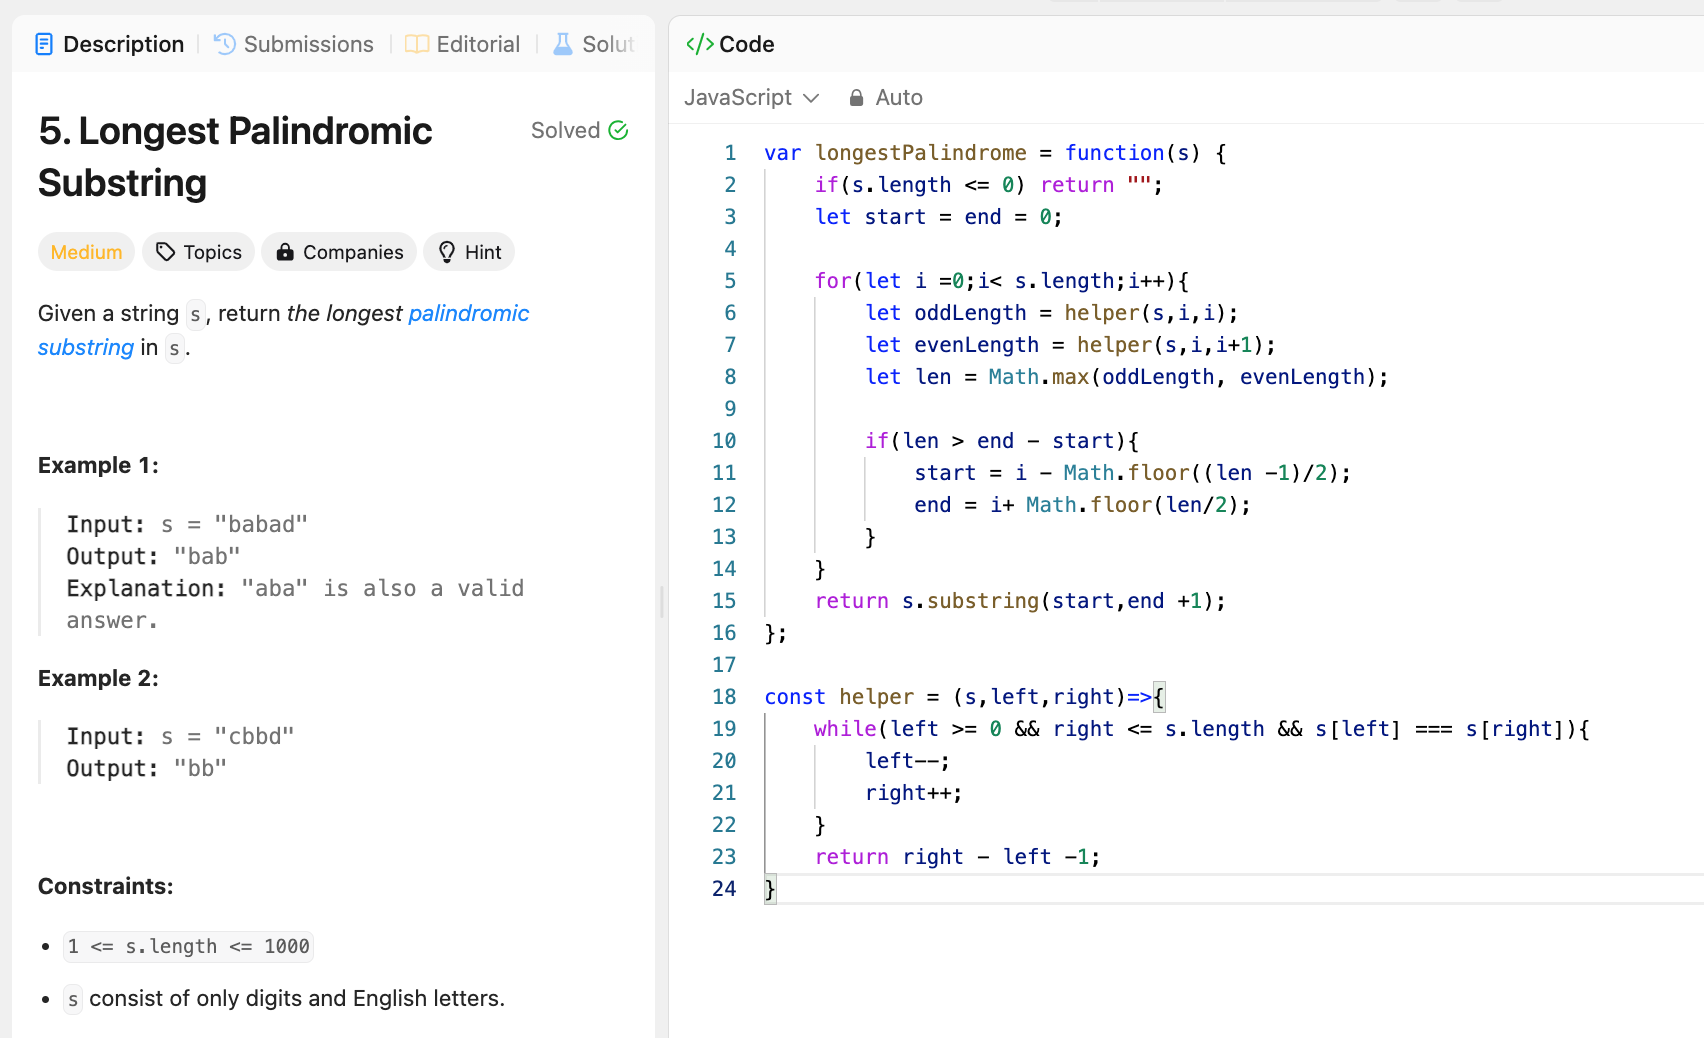 Description
Submissions
Editorial
Solut
5. Longest Palindromic
Substring
Solved
Medium
Topics
Companies
Hint
Given a string s, return the longest palindromic
substring in s.
Example 1:
Input: s = "babad"
Output: "bab"
Explanation: "aba" is also a valid
answer.
Example 2:
Input: s = "cbbd"
Output: "bb"
Constraints:
• 1 <= s.length <= 1000
• s consist of only digits and English letters.
</> Code
JavaScript
Auto
1 var longestPalindrome = function(s) {
2     if(s.length <= 0) return "";
3     let start = end = 0;
4
5     for(let i =0;i< s.length;i++){
6         let oddLength = helper(s,i,i);
7         let evenLength = helper(s,i,i+1);
8         let len = Math.max(oddLength, evenLength);
9
10         if(len > end - start){
11             start = i - Math.floor((len -1)/2);
12             end = i+ Math.floor(len/2);
13         }
14     }
15     return s.substring(start,end +1);
16 };
17
18 const helper = (s,left,right)=>{
19     while(left >= 0 && right <= s.length && s[left] === s[right]){
20         left--;
21         right++;
22     }
23     return right - left -1;
24 }